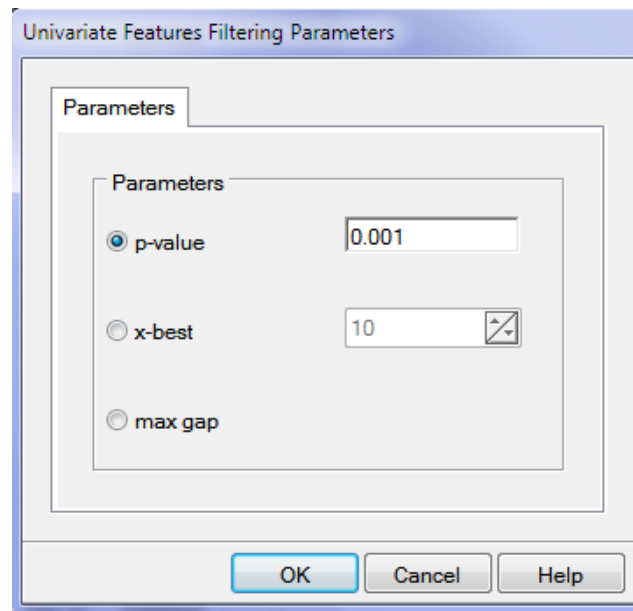 Univariate Features Filtering Parameters
Parameters
Parameters
p-value 0.001
x-best 10
max gap
OK Cancel Help